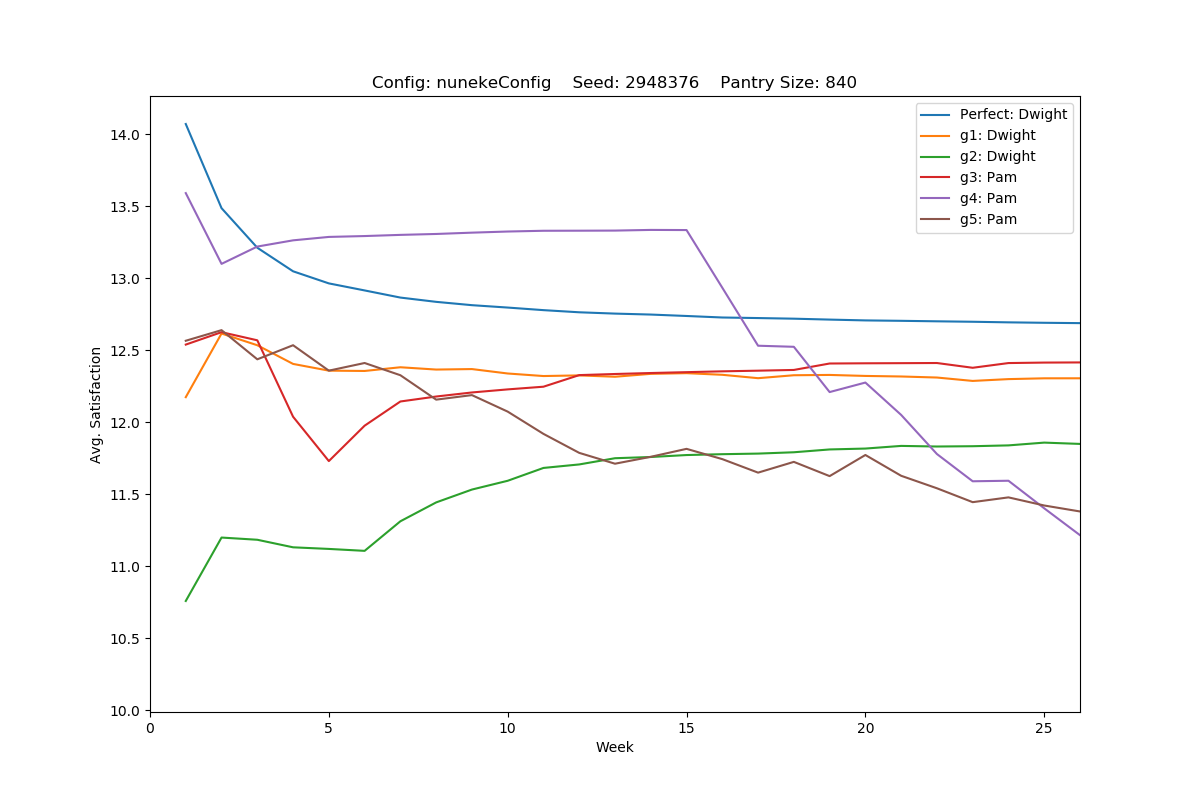 Config: nunekeConfig    Seed: 2948376    Pantry Size: 840
Perfect: Dwight
g1: Dwight
g2: Dwight
g3: Pam
g4: Pam
g5: Pam
14.0
13.5
13.0
12.5
12.0
11.5
11.0
10.5
10.0
Avg. Satisfaction
0 5 10 15 20 25
Week